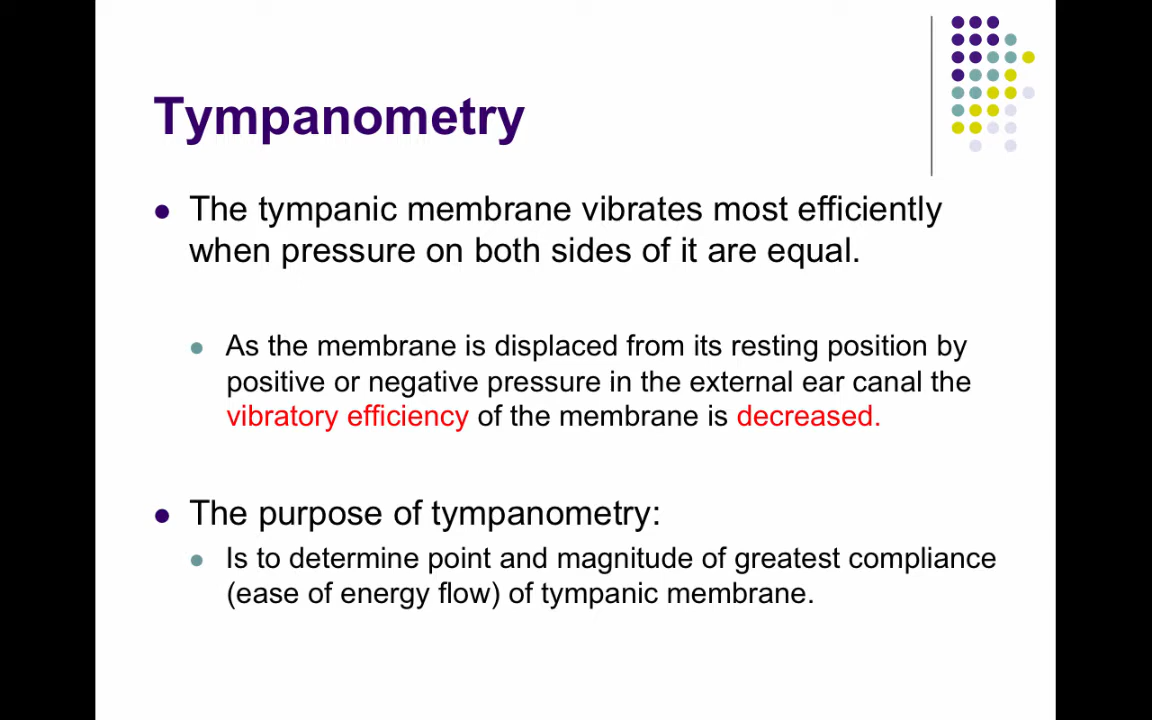 Tympanometry
The tympanic membrane vibrates most efficiently
when pressure on both sides of it are equal.
As the membrane is displaced from its resting position by
positive or negative pressure in the external ear canal the
vibratory efficiency of the membrane is decreased.
The purpose of tympanometry:
Is to determine point and magnitude of greatest compliance
(ease of energy flow) of tympanic membrane.